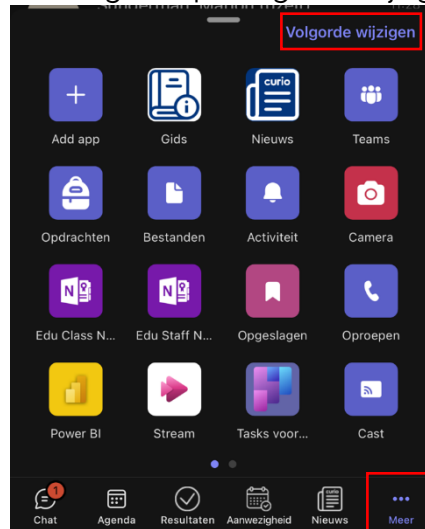 Volgorde wijzigen
curio
Add app Gids Nieuws Teams
Opdrachten Bestanden Activiteit Camera
N N
Edu Class N... Edu Staff N... Opgeslagen Oproepen
Power BI Stream Tasks voor... Cast
1
curio
Chat Agenda Resultaten Aanwezigheid Nieuws Meer